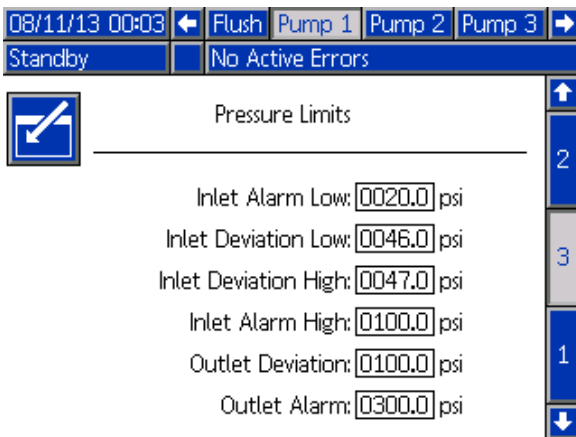 08/11/13 00:03 Flush Pump 1 Pump 2 Pump 3
Standby No Active Errors
Pressure Limits
2
Inlet Alarm Low: 0020.0 psi
Inlet Deviation Low: 0046.0 psi
3
Inlet Deviation High: 0047.0 psi
Inlet Alarm High: 0100.0 psi
1
Outlet Deviation: 0100.0 psi
Outlet Alarm: 0300.0 psi